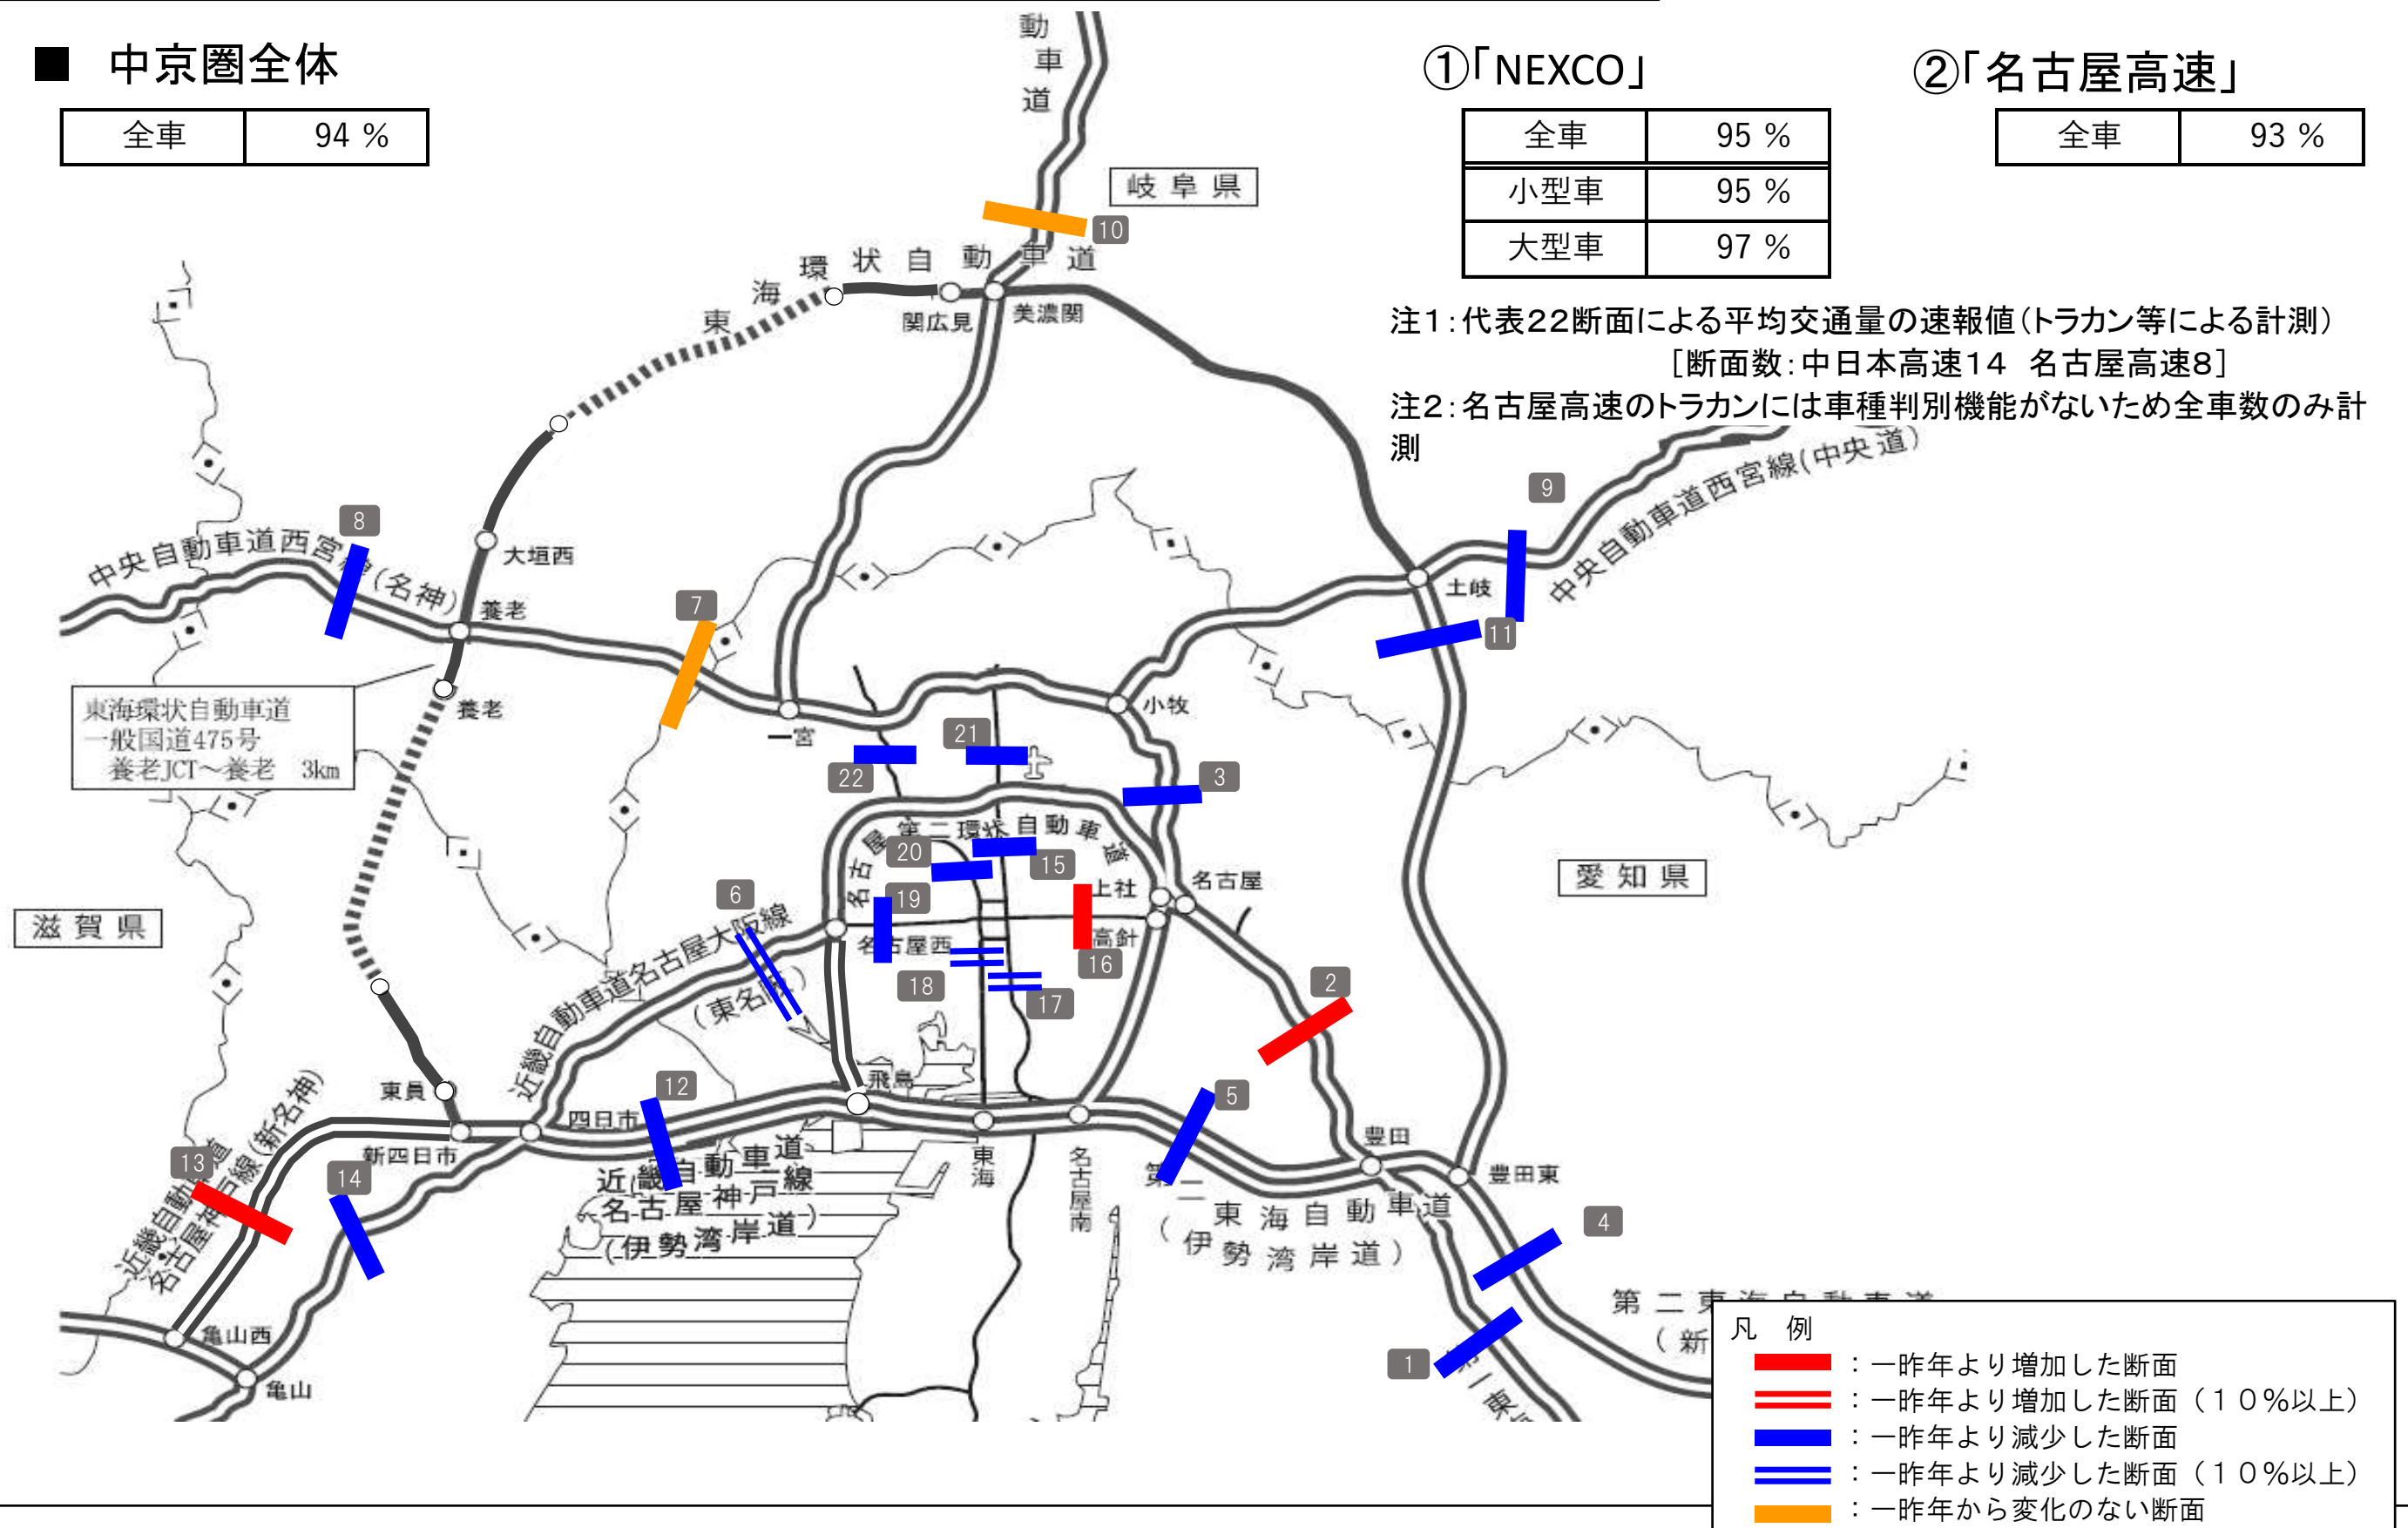 ■ 中京圏全体
全車 94 %
①「NEXCO」
全車 95 %
小型車 95 %
大型車 97 %
②「名古屋高速」
全車 93 %
注1：代表22断面による平均交通量の速報値（トラカン等による計測）
［断面数：中日本高速14 名古屋高速8］
注2：名古屋高速のトラカンには車種判別機能がないため全車数のみ計
測
動車道
岐阜県
10
東海環状自動車道
関広見
美濃関
9
中央自動車道西宮線(中央道)
8
中央自動車道西宮線(名神)
大垣西
養老
7
土岐
11
東海環状自動車道
一般国道475号
養老JCT～養老 3km
養老
一宮
小牧
21
22
3
名古屋第二環状自動車道
20
15
19
上社
名古屋
愛知県
滋賀県
6
近畿自動車道名古屋大阪線
(東名阪)
名古屋西
高針
16
18
17
2
飛島
東員
12
四日市
5
新四日市
13
14
近畿自動車道
名古屋神戸線(新名神)
近畿自動車道
名古屋神戸線
(伊勢湾岸道)
東海
名古屋南
豊田
豊田東
第二東海自動車道
(伊勢湾岸道)
4
亀山西
亀山
1
第一東
第二東海自動車道
(新
凡 例
：一昨年より増加した断面
：一昨年より増加した断面（１０％以上）
：一昨年より減少した断面
：一昨年より減少した断面（１０％以上）
：一昨年から変化のない断面